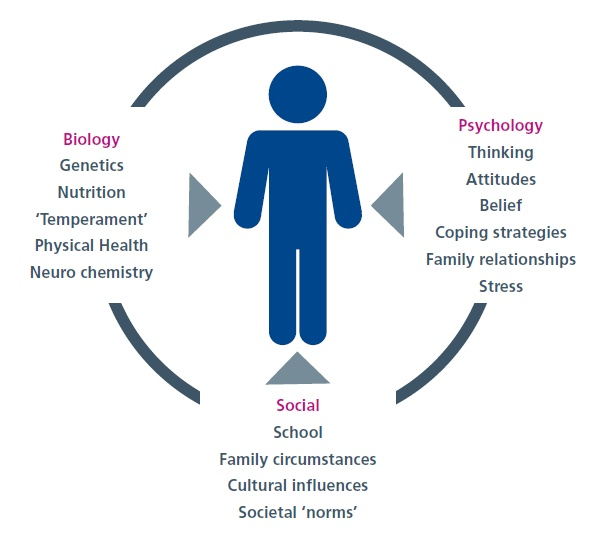 Biology
Genetics
Nutrition
‘Temperament’
Physical Health
Neuro chemistry
Psychology
Thinking
Attitudes
Belief
Coping strategies
Family relationships
Stress
Social
School
Family circumstances
Cultural influences
Societal ‘norms’